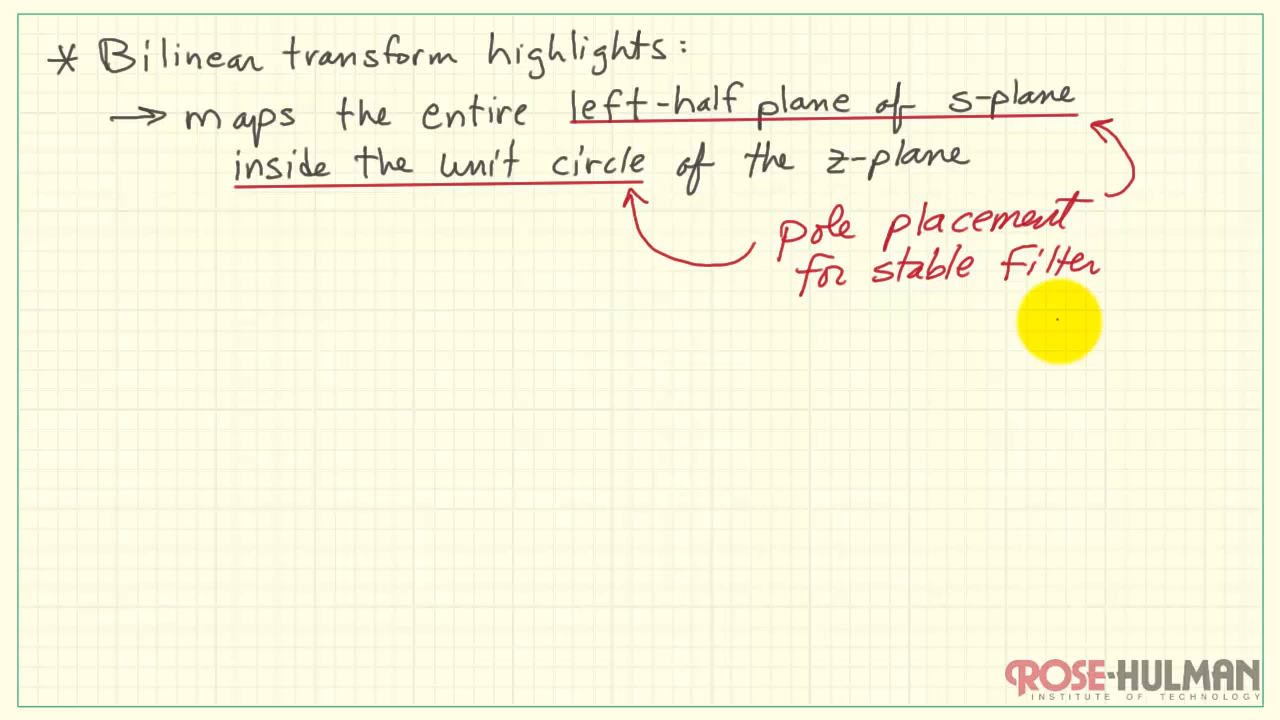 * Bilinear transform highlights:
→ maps the entire left-half plane of s-plane
inside the unit circle of the z-plane
pole placement
for stable filter
ROSE-HULMAN
INSTITUTE OF TECHNOLOGY